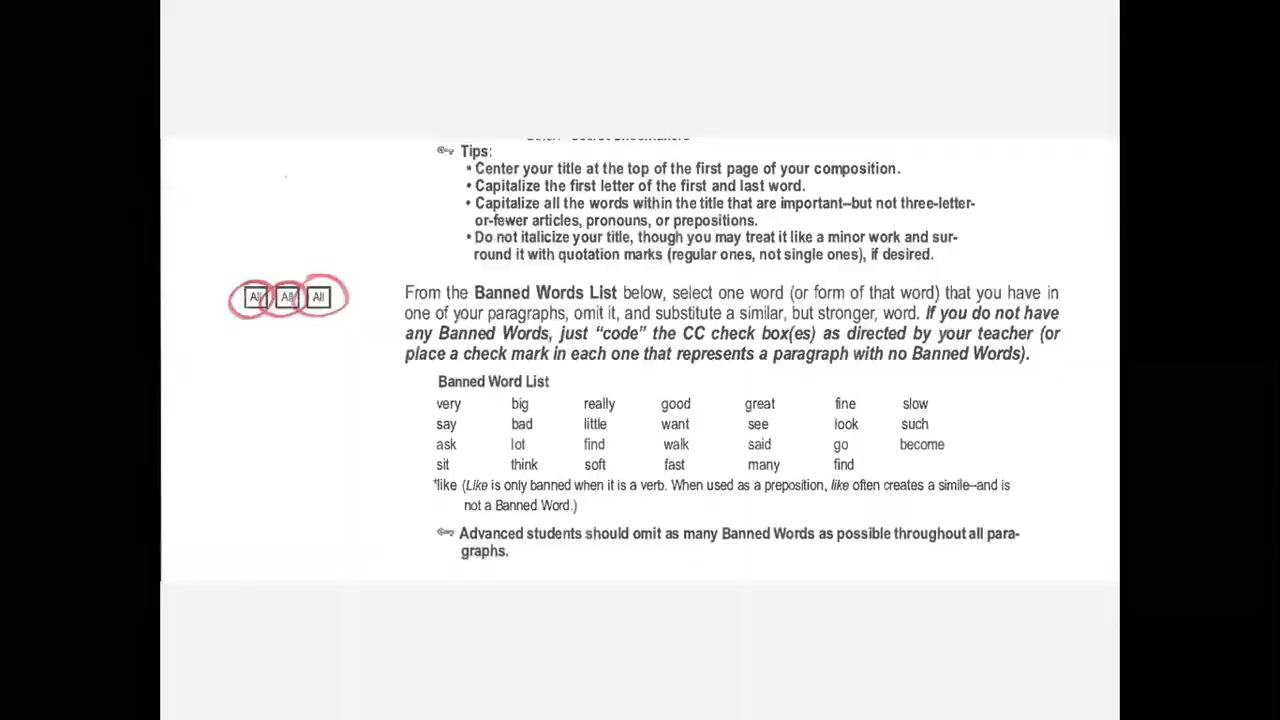 Tips:
• Center your title at the top of the first page of your composition.
• Capitalize the first letter of the first and last word.
• Capitalize all the words within the title that are important--but not three-letter-
or-fewer articles, pronouns, or prepositions.
• Do not italicize your title, though you may treat it like a minor work and sur-
round it with quotation marks (regular ones, not single ones), if desired.
All All All From the Banned Words List below, select one word (or form of that word) that you have in
one of your paragraphs, omit it, and substitute a similar, but stronger, word. If you do not have
any Banned Words, just “code” the CC check box(es) as directed by your teacher (or
place a check mark in each one that represents a paragraph with no Banned Words).
Banned Word List
very big really good great fine slow
say bad little want see look such
ask lot find walk said go become
sit think soft fast many find
*like (Like is only banned when it is a verb. When used as a preposition, like often creates a simile--and is
not a Banned Word.)
Advanced students should omit as many Banned Words as possible throughout all para-
graphs.